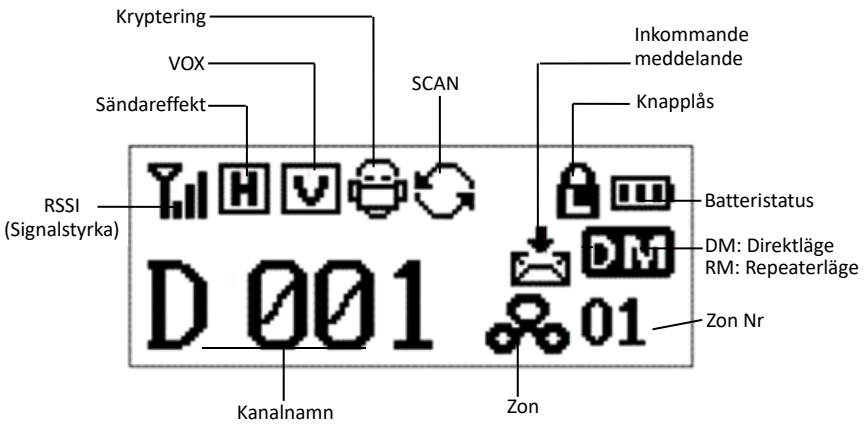 Kryptering
VOX
Sändareffekt
SCAN
Inkommande
meddelande
Knapplås
H
V
RSSI
(Signalstyrka)
Batteristatus
DM
DM: Direktläge
RM: Repeaterläge
D 001
01
Zon Nr
Kanalnamn
Zon